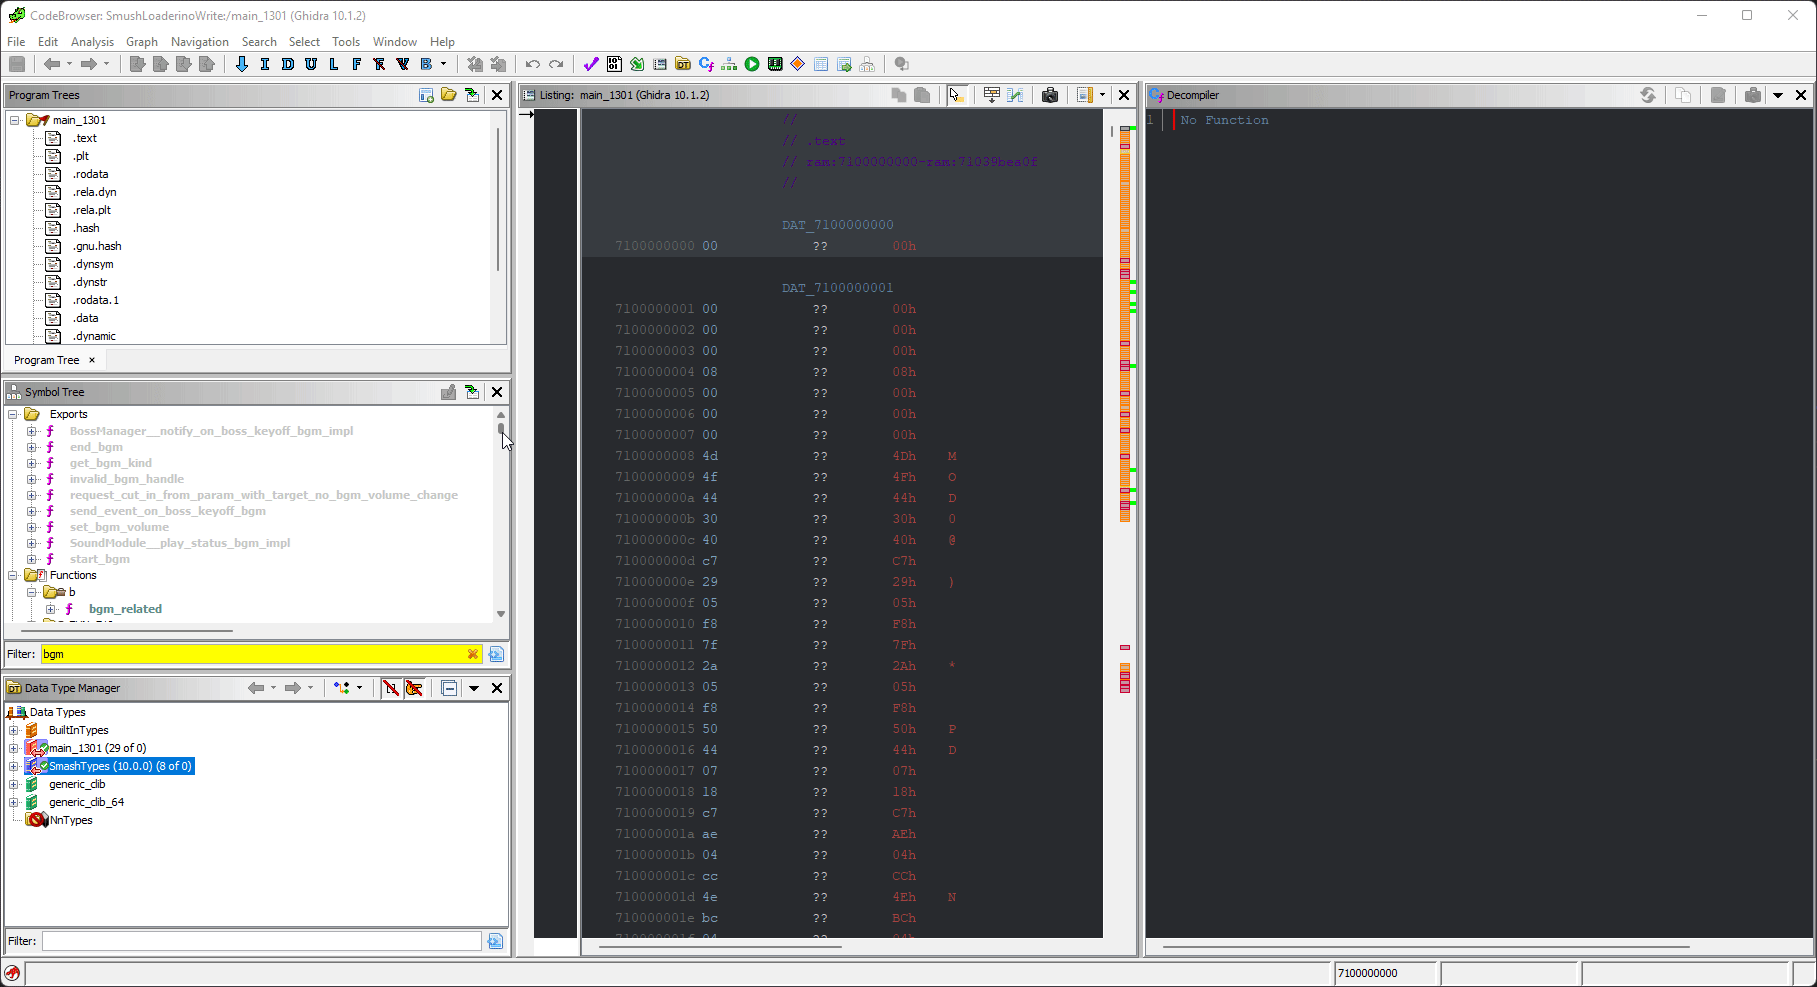 CodeBrowser: SmushLoaderinoWrite:/main_1301 (Ghidra 10.1.2)
File Edit Analysis Graph Navigation Search Select Tools Window Help
I D U L F B
Program Trees
main_1301
.text
.plt
.rodata
.rela.dyn
.rela.plt
.hash
.gnu.hash
.dynsym
.dynstr
.rodata.1
.data
.dynamic
Program Tree
Symbol Tree
Exports
BossManager__notify_on_boss_keyoff_bgm_impl
end_bgm
get_bgm_kind
invalid_bgm_handle
request_cut_in_from_param_with_target_no_bgm_volume_change
send_event_on_boss_keyoff_bgm
set_bgm_volume
SoundModule__play_status_bgm_impl
start_bgm
Functions
b
bgm_related
Filter: bgm
Data Type Manager
Data Types
BuiltInTypes
main_1301 (29 of 0)
SmashTypes (10.0.0) (8 of 0)
generic_clib
generic_clib_64
NnTypes
Filter:
Listing: main_1301 (Ghidra 10.1.2)
//
// .text
// ram:7100000000-ram:71039bea0f
//
DAT_7100000000
7100000000 00 ?? 00h
DAT_7100000001
7100000001 00 ?? 00h
7100000002 00 ?? 00h
7100000003 00 ?? 00h
7100000004 08 ?? 08h
7100000005 00 ?? 00h
7100000006 00 ?? 00h
7100000007 00 ?? 00h
7100000008 4d ?? 4Dh M
7100000009 4f ?? 4Fh O
710000000a 44 ?? 44h D
710000000b 30 ?? 30h 0
710000000c 40 ?? 40h @
710000000d c7 ?? C7h
710000000e 29 ?? 29h )
710000000f 05 ?? 05h
7100000010 f8 ?? F8h
7100000011 7f ?? 7Fh
7100000012 2a ?? 2Ah *
7100000013 05 ?? 05h
7100000014 f8 ?? F8h
7100000015 50 ?? 50h P
7100000016 44 ?? 44h D
7100000017 07 ?? 07h
7100000018 18 ?? 18h
7100000019 c7 ?? C7h
710000001a ae ?? AEh
710000001b 04 ?? 04h
710000001c cc ?? CCh
710000001d 4e ?? 4Eh N
710000001e bc ?? BCh
710000001f 04 ?? 04h
Decompiler
1 No Function
7100000000